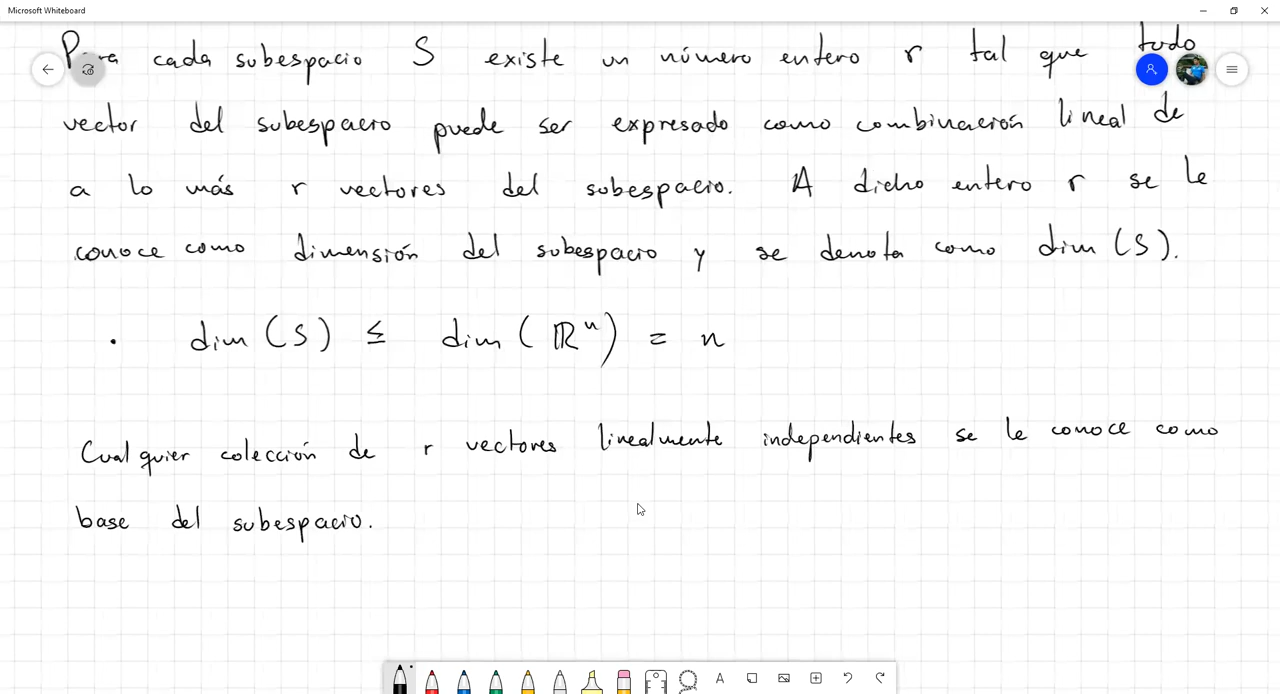 Microsoft Whiteboard
Para cada subespacio S existe un número entero r tal que todo
vector del subespacio puede ser expresado como combinación lineal de
a lo más r vectores del subespacio. A dicho entero r se le
conoce como dimensión del subespacio y se denota como dim (S).
• dim (S) ≤ dim (ℝⁿ) = n
Cualquier colección de r vectores linealmente independientes se le conoce como
base del subespacio.